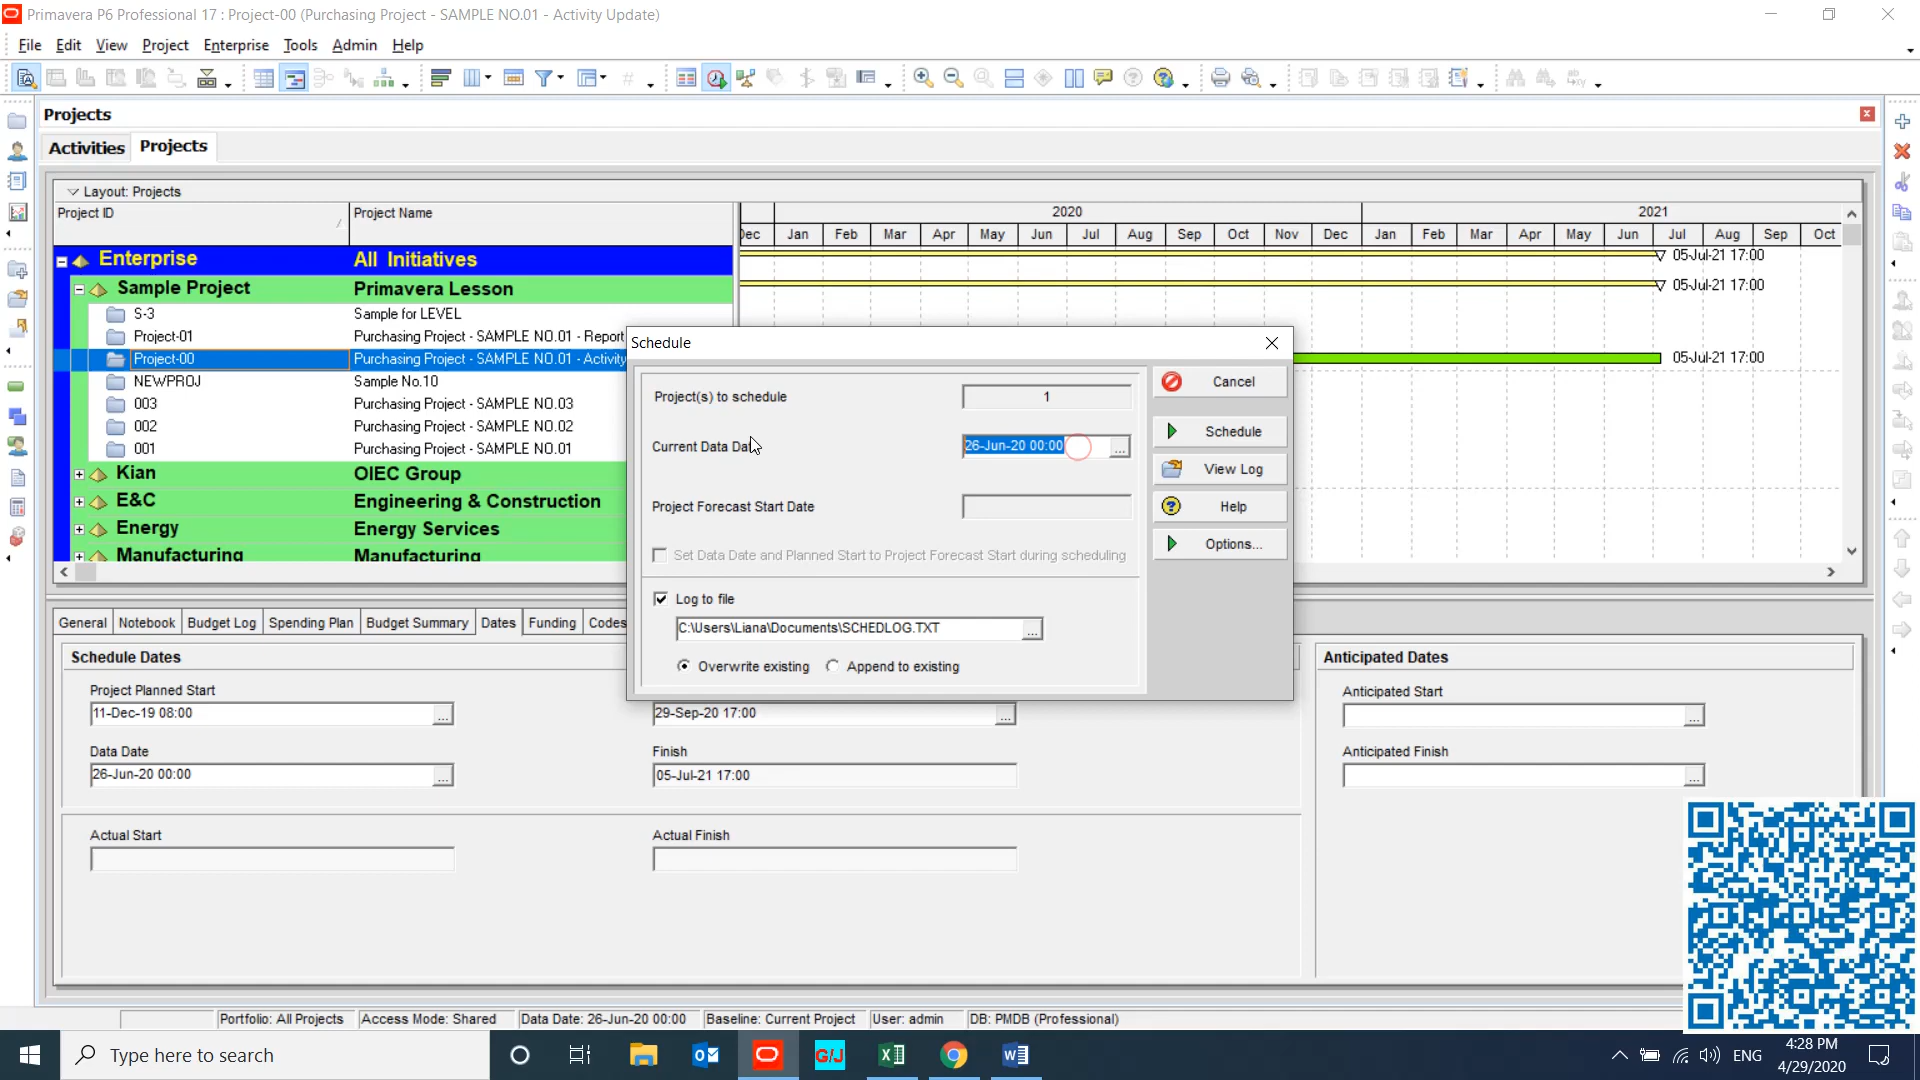 Primavera P6 Professional 17 : Project-00 (Purchasing Project - SAMPLE NO.01 - Activity Update)
File Edit View Project Enterprise Tools Admin Help
Projects
Activities Projects
Layout: Projects
Project ID Project Name
2020 2021
Dec Jan Feb Mar Apr May Jun Jul Aug Sep Oct Nov Dec Jan Feb Mar Apr May Jun Jul Aug Sep Oct
Enterprise All Initiatives 05-Jul-21 17:00
Sample Project Primavera Lesson 05-Jul-21 17:00
S-3 Sample for LEVEL
Project-01 Purchasing Project - SAMPLE NO.01 - Report
Project-00 Purchasing Project - SAMPLE NO.01 - Activity 05-Jul-21 17:00
NEWPROJ Sample No.10
003 Purchasing Project - SAMPLE NO.03
002 Purchasing Project - SAMPLE NO.02
001 Purchasing Project - SAMPLE NO.01
Kian OIEC Group
E&C Engineering & Construction
Energy Energy Services
Manufacturing Manufacturing
Schedule
Project(s) to schedule 1
Current Data Date 26-Jun-20 00:00 ...
Project Forecast Start Date
Set Data Date and Planned Start to Project Forecast Start during scheduling
Log to file
C:\Users\Liana\Documents\SCHEDLOG.TXT ...
Overwrite existing Append to existing
Cancel
Schedule
View Log
Help
Options...
General Notebook Budget Log Spending Plan Budget Summary Dates Funding Codes
Schedule Dates
Project Planned Start
11-Dec-19 08:00 ...
29-Sep-20 17:00 ...
Data Date
26-Jun-20 00:00 ...
Finish
05-Jul-21 17:00
Actual Start
Actual Finish
Anticipated Dates
Anticipated Start
...
Anticipated Finish
...
Portfolio: All Projects Access Mode: Shared Data Date: 26-Jun-20 00:00 Baseline: Current Project User: admin DB: PMDB (Professional)
Type here to search
G/J
ENG
4:28 PM
4/29/2020